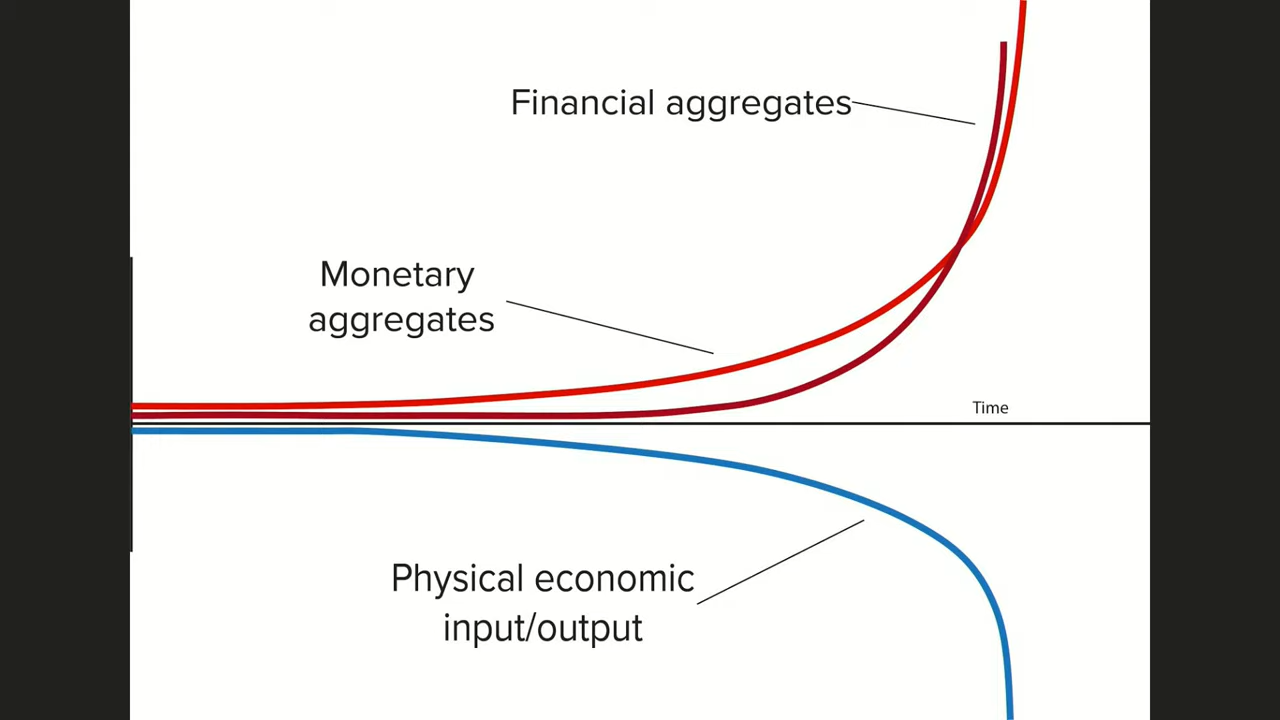 Financial aggregates
Monetary
aggregates
Time
Physical economic
input/output